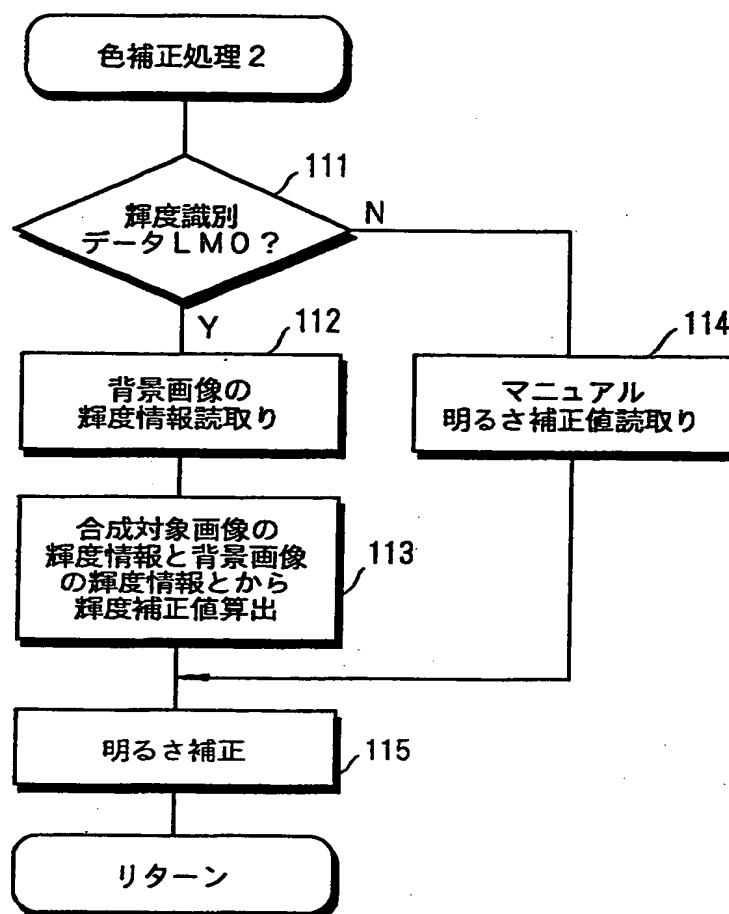 色補正処理2
111
輝度識別
データLM0?
N
Y
112
背景画像の
輝度情報読取り
114
マニュアル
明るさ補正値読取り
合成対象画像の
輝度情報と背景画像
の輝度情報とから
輝度補正値算出
113
明るさ補正
115
リターン